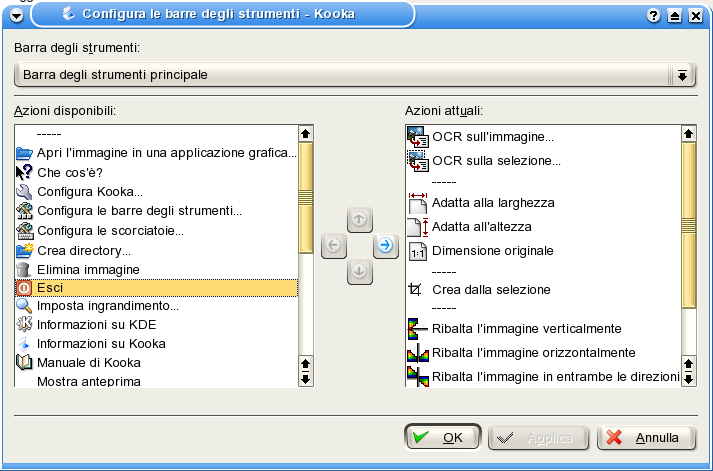 Configura le barre degli strumenti - Kooka
Barra degli strumenti:
Barra degli strumenti principale
Azioni disponibili:
-----
Apri l'immagine in una applicazione grafica...
Che cos'è?
Configura Kooka...
Configura le barre degli strumenti...
Configura le scorciatoie...
Crea directory...
Elimina immagine
Esci
Imposta ingrandimento...
Informazioni su KDE
Informazioni su Kooka
Manuale di Kooka
Mostra anteprima
Azioni attuali:
OCR sull'immagine...
OCR sulla selezione...
-----
Adatta alla larghezza
Adatta all'altezza
1:1 Dimensione originale
-----
Crea dalla selezione
-----
Ribalta l'immagine verticalmente
Ribalta l'immagine orizzontalmente
Ribalta l'immagine in entrambe le direzioni
OK
Applica
Annulla